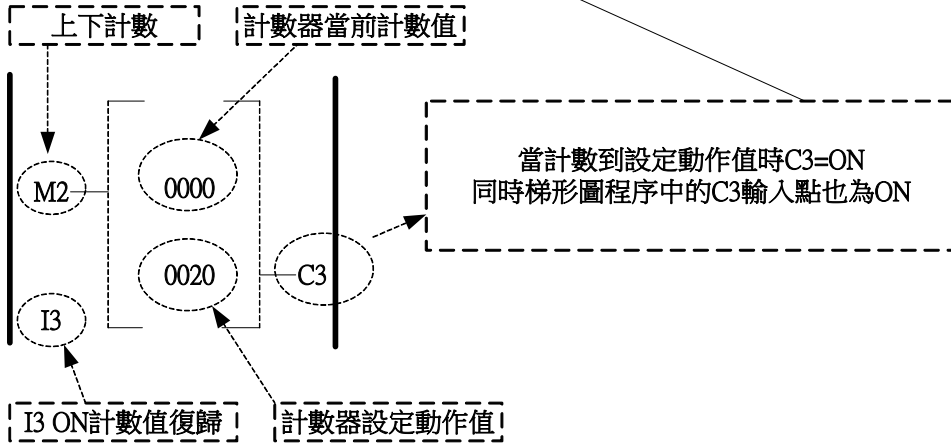 上下計數
計數器當前計數值
當計數到設定動作值時C3=ON
同時梯形圖程序中的C3輸入點也為ON
M2
0000
0020
C3
I3
I3 ON計數值復歸
計數器設定動作值